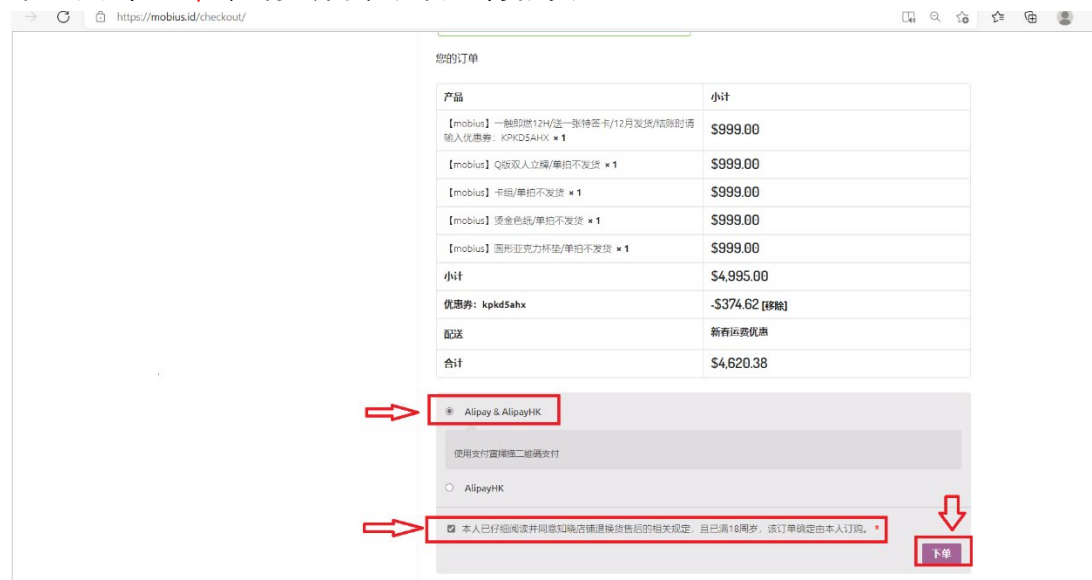 https://mobius.id/checkout/
您的订单
产品 小计
【mobius】一触即燃12H/送一张特签卡/12月发货/结账时请
输入优惠券：KPKD5AHX × 1 $999.00
【mobius】Q版双人立牌/单拍不发货 × 1 $999.00
【mobius】卡组/单拍不发货 × 1 $999.00
【mobius】烫金色纸/单拍不发货 × 1 $999.00
【mobius】圆形亚克力杯垫/单拍不发货 × 1 $999.00
小计 $4,995.00
优惠券：kpkd5ahx -$374.62 [移除]
配送 新春运费优惠
合计 $4,620.38
Alipay & AlipayHK
使用支付寶掃描二維碼支付
AlipayHK
本人已仔细阅读并同意知晓店铺退换货售后的相关规定，且已满18周岁，该订单确定由本人订购。 *
下单